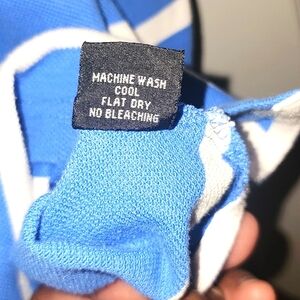 MACHINE WASH
COOL
FLAT DRY
NO BLEACHING